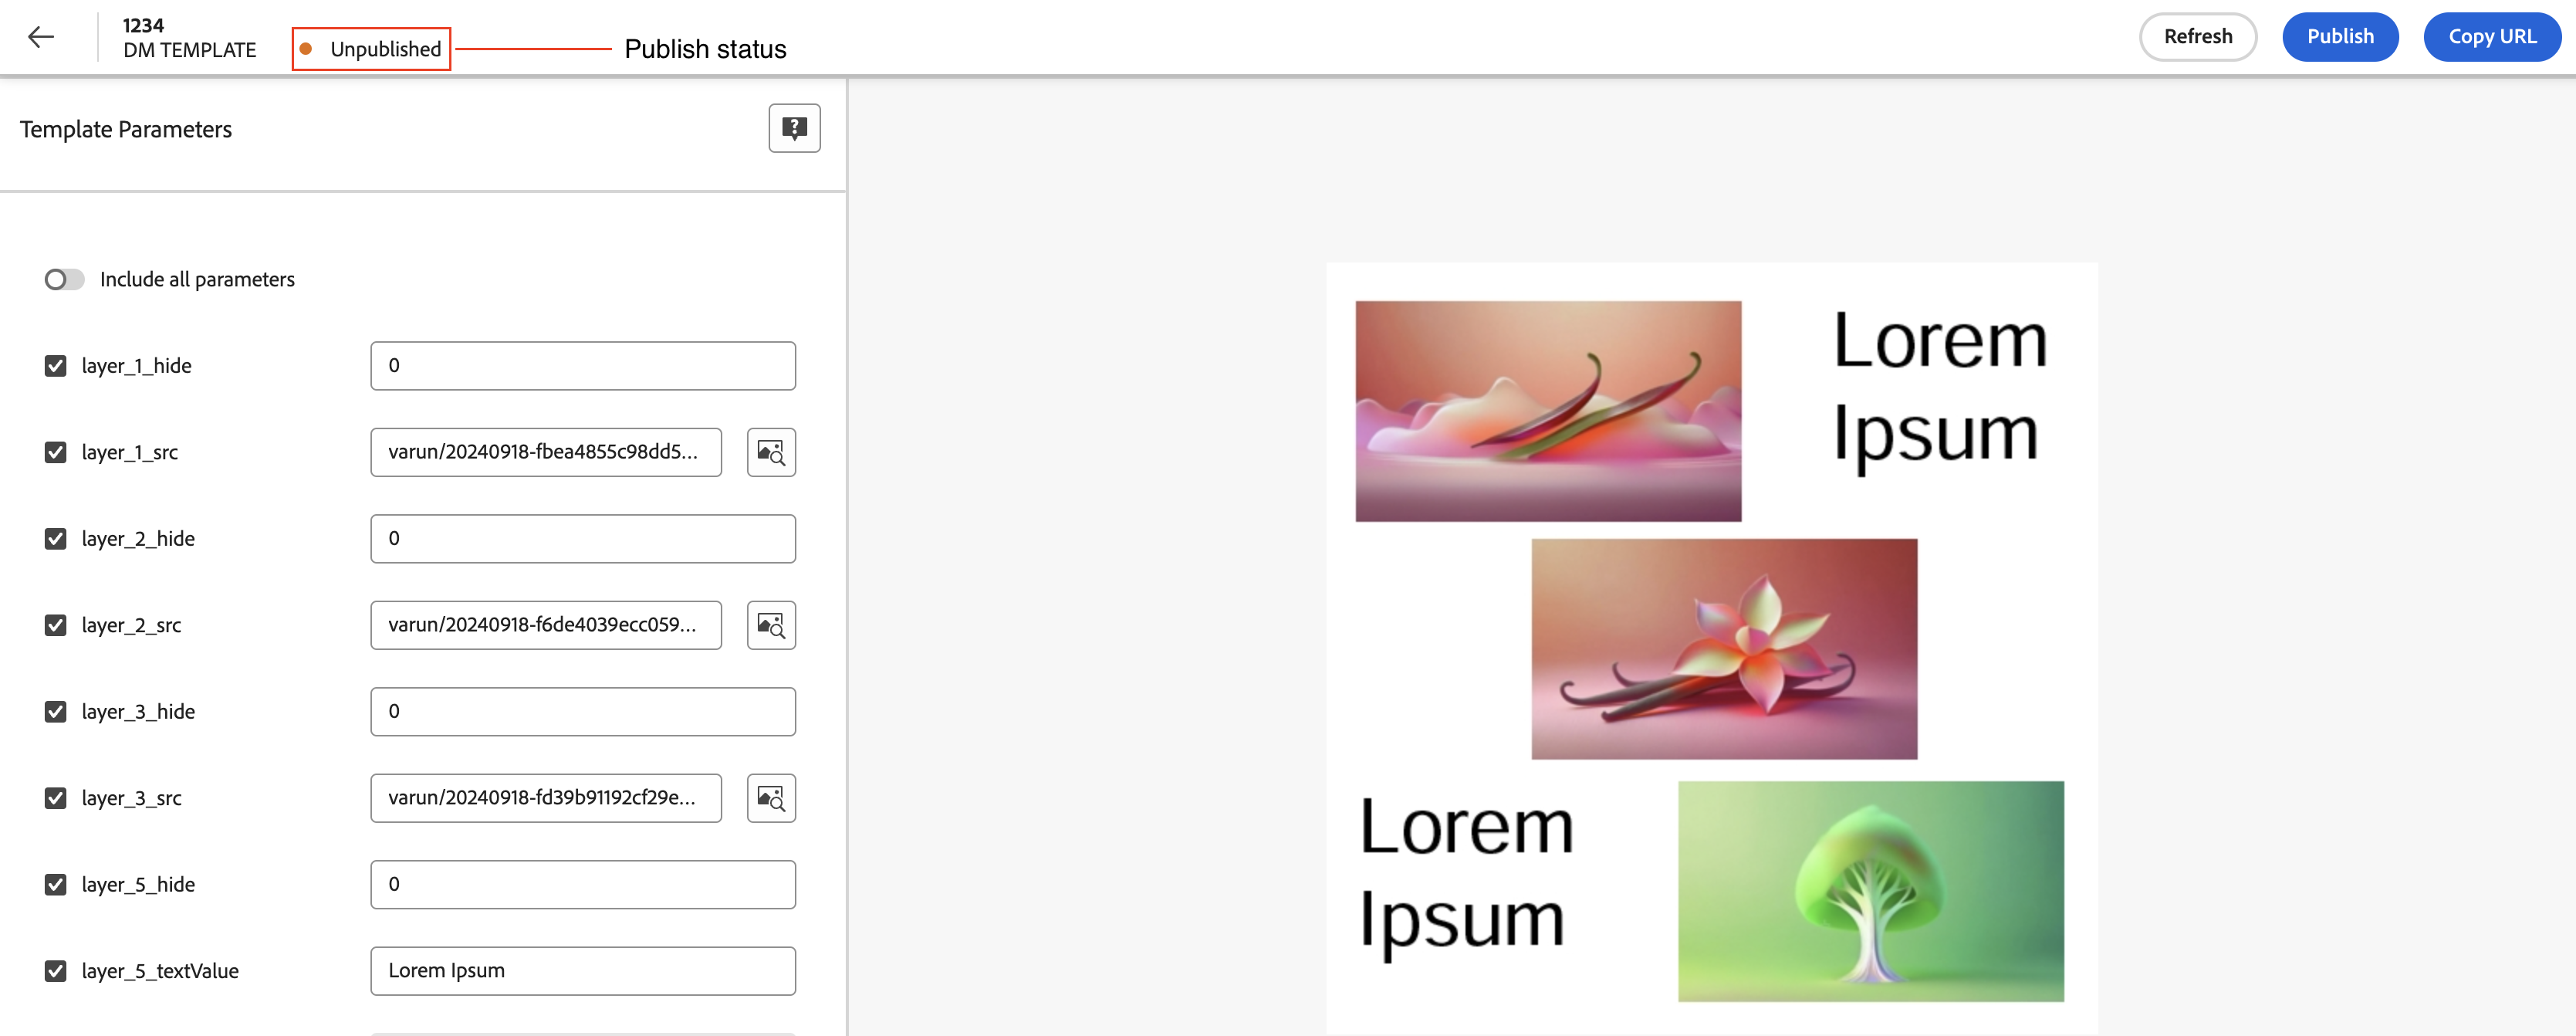 1234
DM TEMPLATE
Unpublished
Publish status
Refresh
Publish
Copy URL
Template Parameters
?
Include all parameters
layer_1_hide
0
layer_1_src
varun/20240918-fbea4855c98dd5...
layer_2_hide
0
layer_2_src
varun/20240918-f6de4039ecc059...
layer_3_hide
0
layer_3_src
varun/20240918-fd39b91192cf29e...
layer_5_hide
0
layer_5_textValue
Lorem Ipsum
Lorem
Ipsum
Lorem
Ipsum